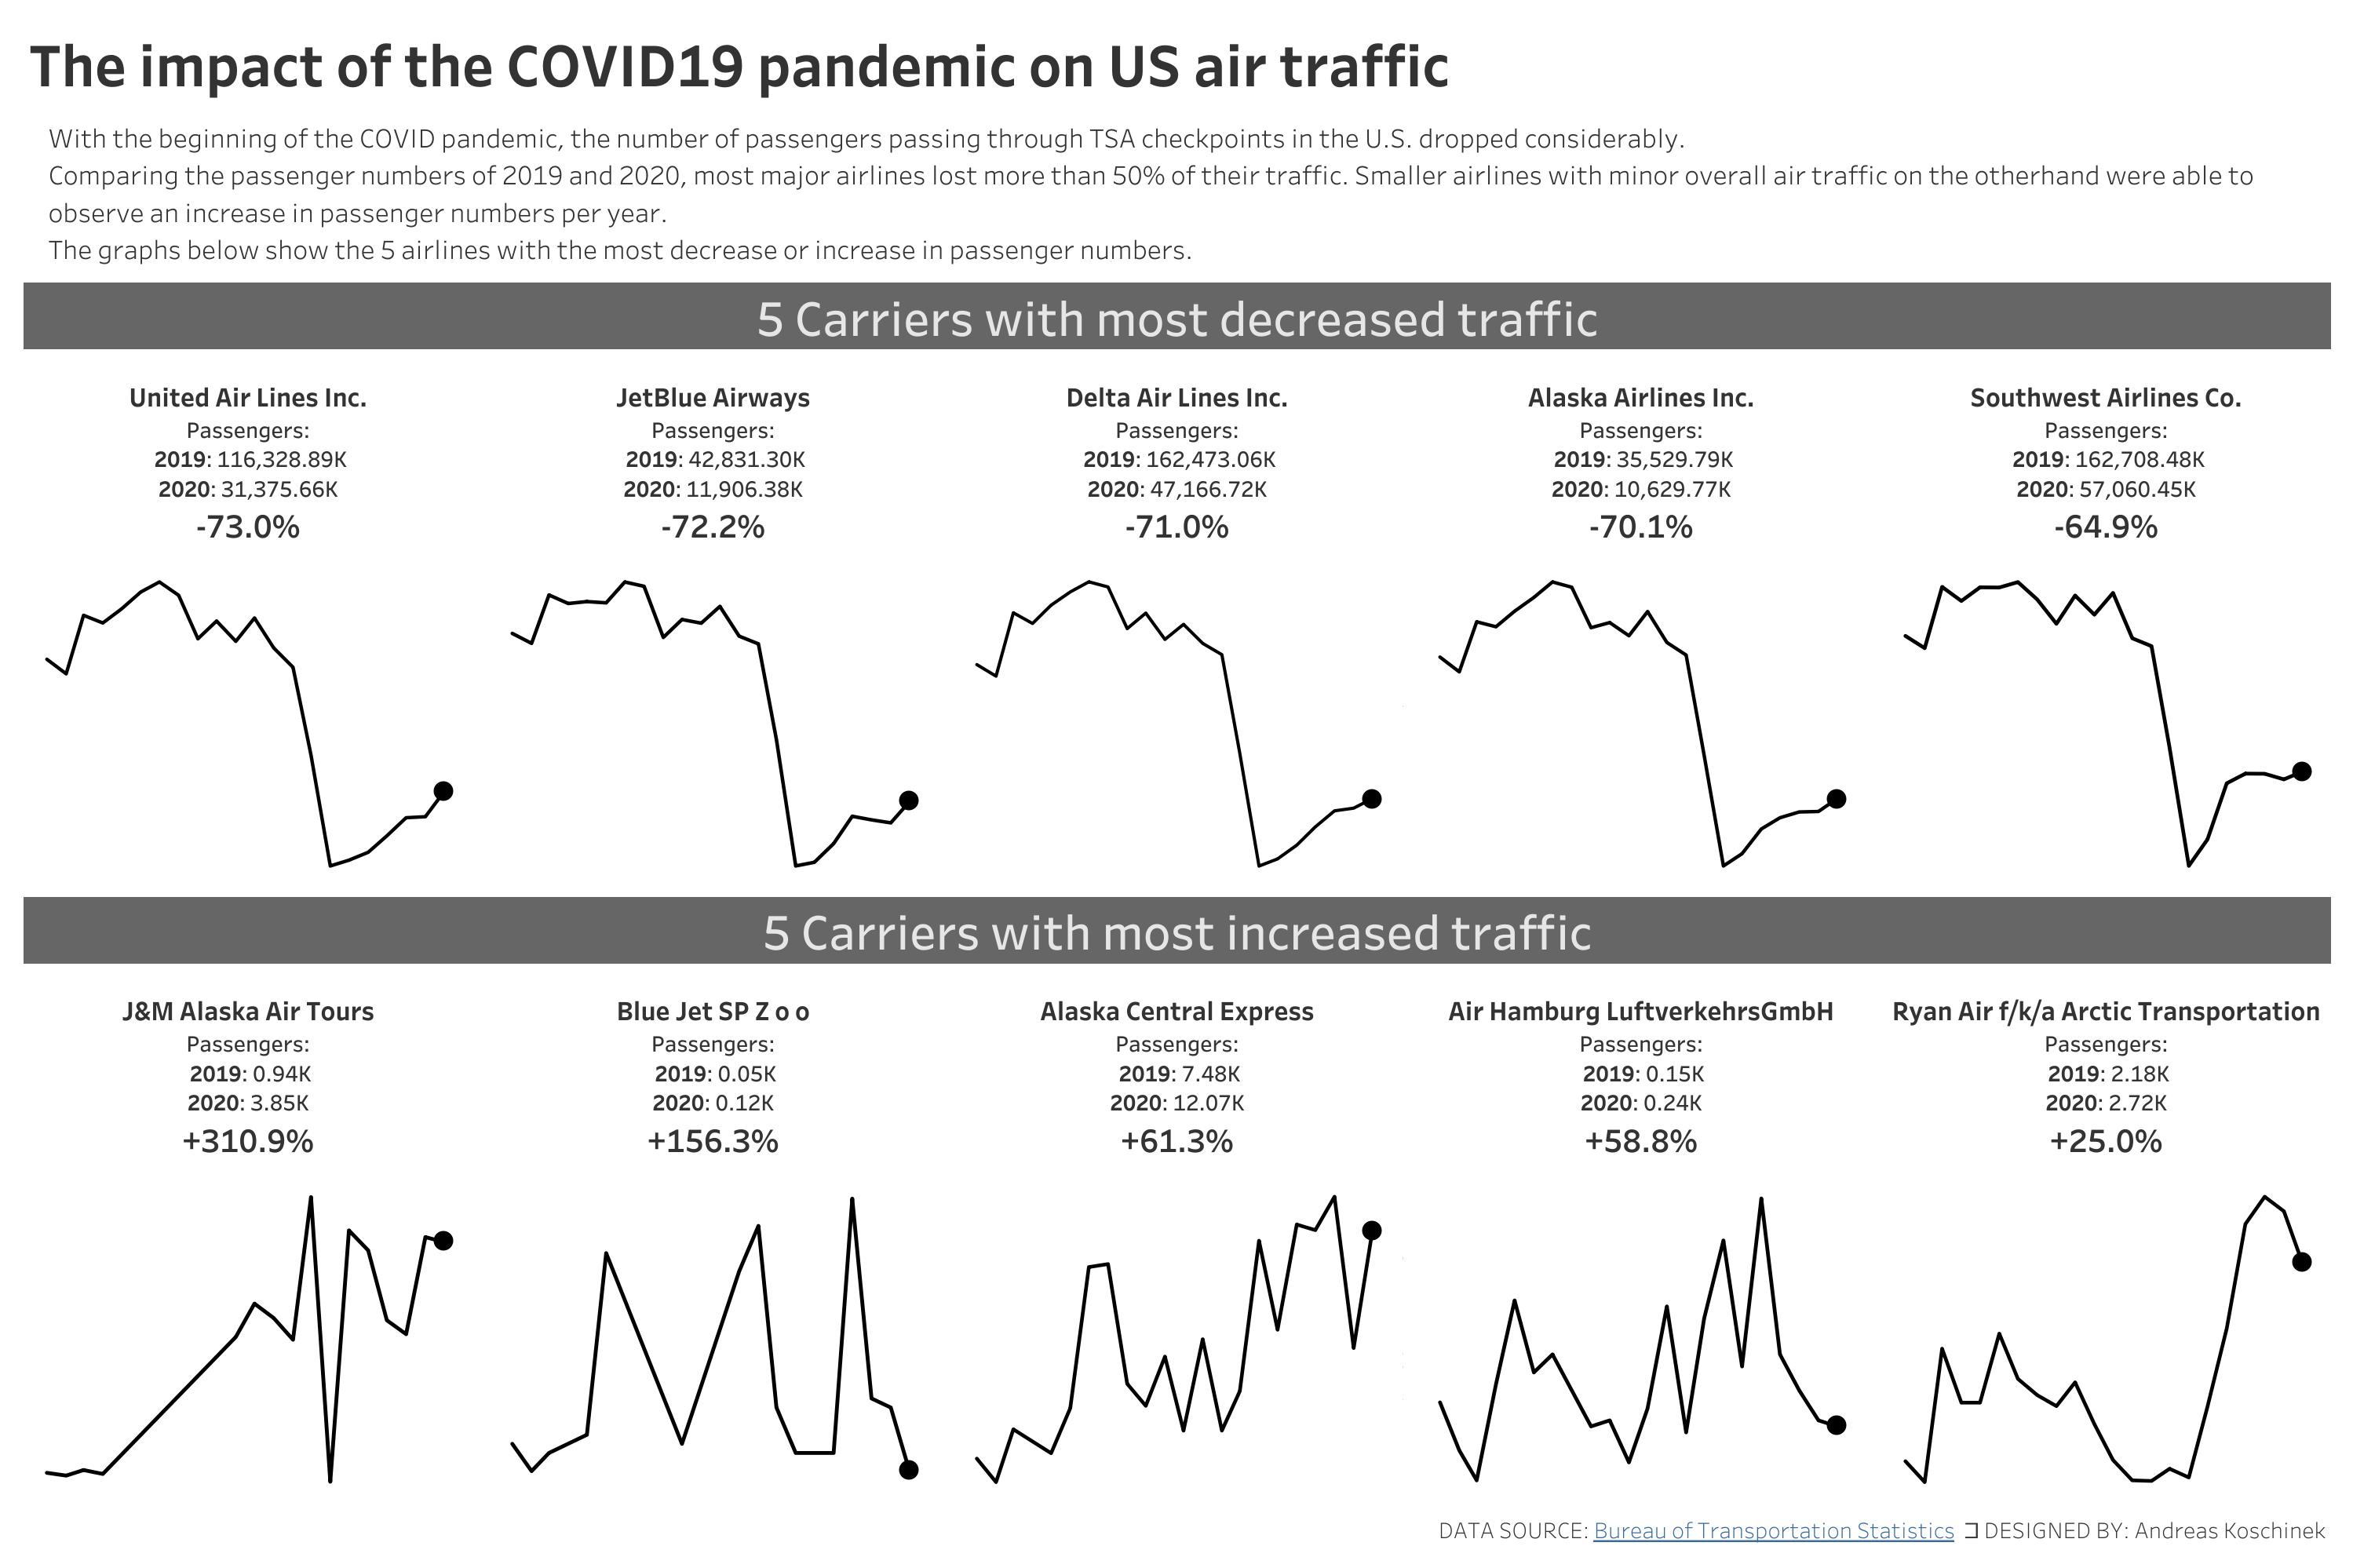 The impact of the COVID19 pandemic on US air traffic
With the beginning of the COVID pandemic, the number of passengers passing through TSA checkpoints in the U.S. dropped considerably.
Comparing the passenger numbers of 2019 and 2020, most major airlines lost more than 50% of their traffic. Smaller airlines with minor overall air traffic on the otherhand were able to
observe an increase in passenger numbers per year.
The graphs below show the 5 airlines with the most decrease or increase in passenger numbers.
5 Carriers with most decreased traffic
United Air Lines Inc.
Passengers:
2019: 116,328.89K
2020: 31,375.66K
-73.0%
JetBlue Airways
Passengers:
2019: 42,831.30K
2020: 11,906.38K
-72.2%
Delta Air Lines Inc.
Passengers:
2019: 162,473.06K
2020: 47,166.72K
-71.0%
Alaska Airlines Inc.
Passengers:
2019: 35,529.79K
2020: 10,629.77K
-70.1%
Southwest Airlines Co.
Passengers:
2019: 162,708.48K
2020: 57,060.45K
-64.9%
5 Carriers with most increased traffic
J&M Alaska Air Tours
Passengers:
2019: 0.94K
2020: 3.85K
+310.9%
Blue Jet SP Z o o
Passengers:
2019: 0.05K
2020: 0.12K
+156.3%
Alaska Central Express
Passengers:
2019: 7.48K
2020: 12.07K
+61.3%
Air Hamburg LuftverkehrsGmbH
Passengers:
2019: 0.15K
2020: 0.24K
+58.8%
Ryan Air f/k/a Arctic Transportation
Passengers:
2019: 2.18K
2020: 2.72K
+25.0%
DATA SOURCE: Bureau of Transportation Statistics ❑ DESIGNED BY: Andreas Koschinek